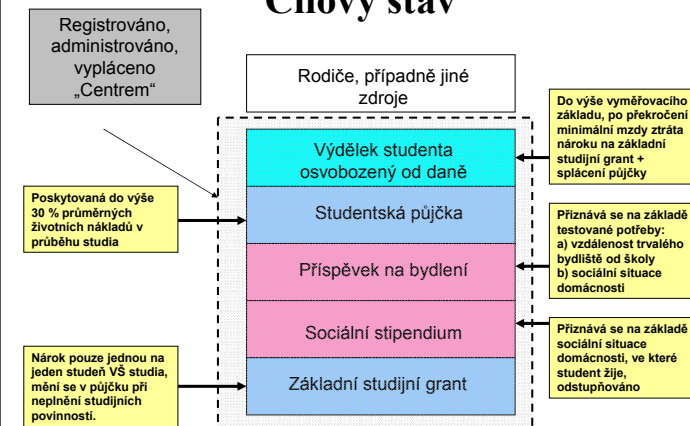 Cílový stav
Registrováno,
administrováno,
vypláceno
„Centrem“
Rodiče, případně jiné
zdroje
Výdělek studenta
osvobozený od daně
Studentská půjčka
Příspěvek na bydlení
Sociální stipendium
Základní studijní grant
Poskytovaná do výše
30 % průměrných
životních nákladů v
průběhu studia
Nárok pouze jednou na
jeden studeň VŠ studia,
mění se v půjčku při
neplnění studijních
povinností.
Do výše vyměřovacího
základu, po překročení
minimální mzdy ztráta
nároku na základní
studijní grant +
splácení půjčky
Přiznává se na základě
testované potřeby:
a) vzdálenost trvalého
bydliště od školy
b) sociální situace
domácnosti
Přiznává se na základě
sociální situace
domácnosti, ve které
student žije,
odstupňováno